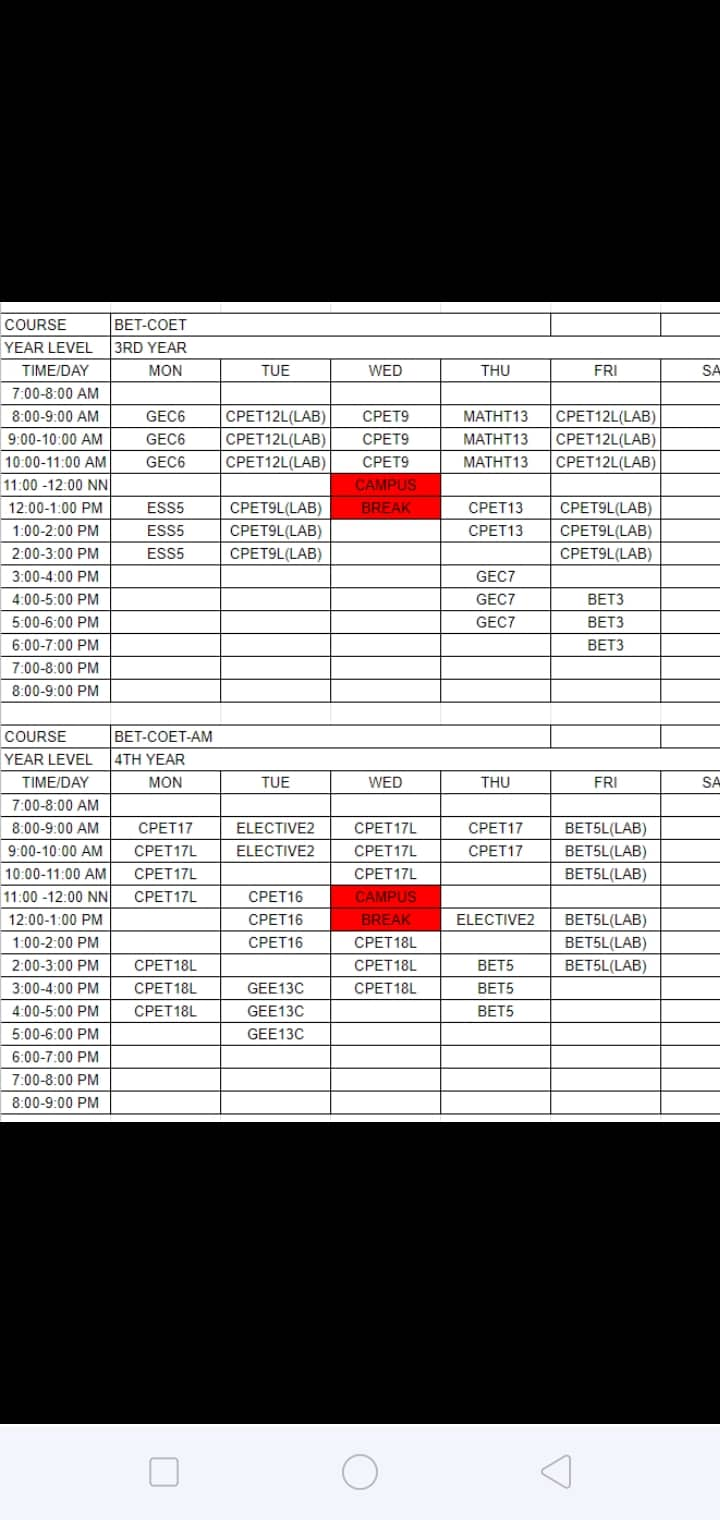 COURSE BET-COET
YEAR LEVEL 3RD YEAR
TIME/DAY MON TUE WED THU FRI SA
7:00-8:00 AM
8:00-9:00 AM GEC6 CPET12L(LAB) CPET9 MATHT13 CPET12L(LAB)
9:00-10:00 AM GEC6 CPET12L(LAB) CPET9 MATHT13 CPET12L(LAB)
10:00-11:00 AM GEC6 CPET12L(LAB) CPET9 MATHT13 CPET12L(LAB)
11:00 -12:00 NN CAMPUS
12:00-1:00 PM ESS5 CPET9L(LAB) BREAK CPET13 CPET9L(LAB)
1:00-2:00 PM ESS5 CPET9L(LAB) CPET13 CPET9L(LAB)
2:00-3:00 PM ESS5 CPET9L(LAB) CPET9L(LAB)
3:00-4:00 PM GEC7
4:00-5:00 PM GEC7 BET3
5:00-6:00 PM GEC7 BET3
6:00-7:00 PM BET3
7:00-8:00 PM
8:00-9:00 PM
COURSE BET-COET-AM
YEAR LEVEL 4TH YEAR
TIME/DAY MON TUE WED THU FRI SA
7:00-8:00 AM
8:00-9:00 AM CPET17 ELECTIVE2 CPET17L CPET17 BET5L(LAB)
9:00-10:00 AM CPET17L ELECTIVE2 CPET17L CPET17 BET5L(LAB)
10:00-11:00 AM CPET17L CPET17L BET5L(LAB)
11:00 -12:00 NN CPET17L CPET16 CAMPUS
12:00-1:00 PM CPET16 BREAK ELECTIVE2 BET5L(LAB)
1:00-2:00 PM CPET16 CPET18L BET5L(LAB)
2:00-3:00 PM CPET18L CPET18L BET5 BET5L(LAB)
3:00-4:00 PM CPET18L GEE13C CPET18L BET5
4:00-5:00 PM CPET18L GEE13C BET5
5:00-6:00 PM GEE13C
6:00-7:00 PM
7:00-8:00 PM
8:00-9:00 PM